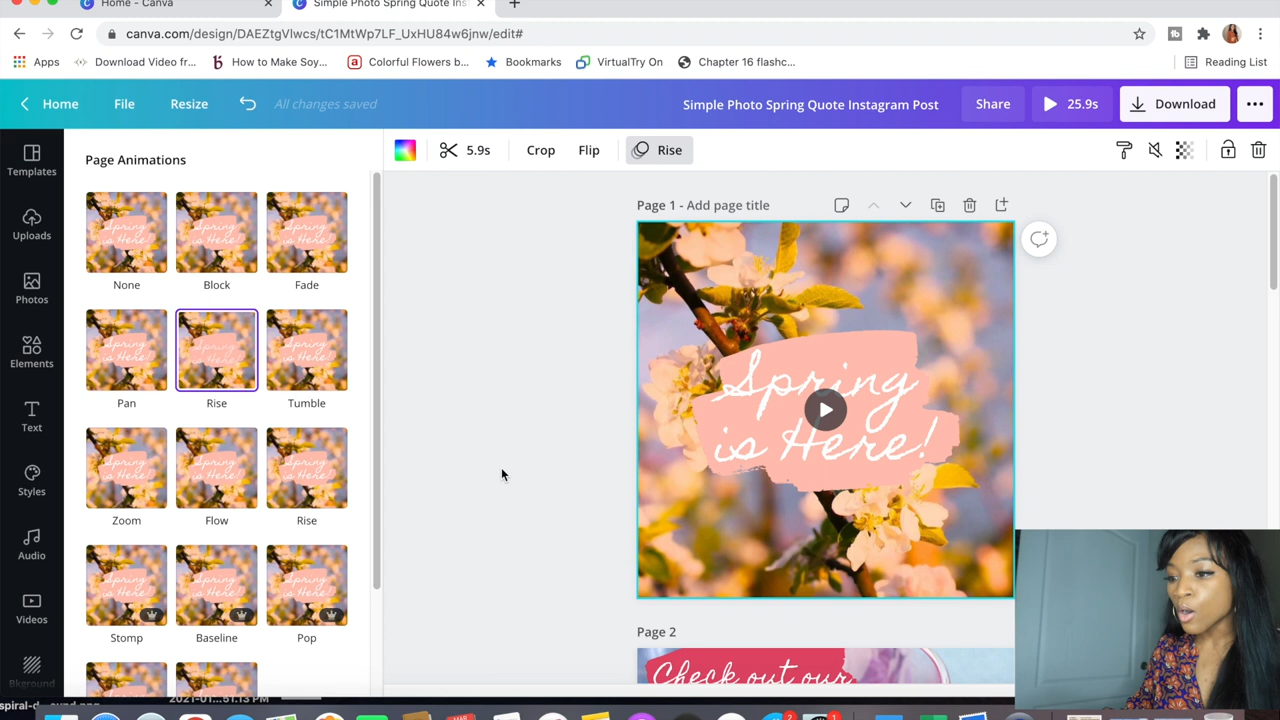 Home - Canva
Simple Photo Spring Quote Inst
canva.com/design/DAEZtgVlwcs/tC1MtWp7LF_UxHU84w6jnw/edit#
Apps
Download Video fr...
How to Make Soy...
Colorful Flowers b...
Bookmarks
VirtualTry On
Chapter 16 flashc...
Reading List
Home
File
Resize
All changes saved
Simple Photo Spring Quote Instagram Post
Share
25.9s
Download
Templates
Uploads
Photos
Elements
Text
Styles
Audio
Videos
Bkground
Page Animations
None
Block
Fade
Pan
Rise
Tumble
Zoom
Flow
Rise
Stomp
Baseline
Pop
5.9s
Crop
Flip
Rise
Page 1 - Add page title
Spring
is Here!
Page 2
Check out our